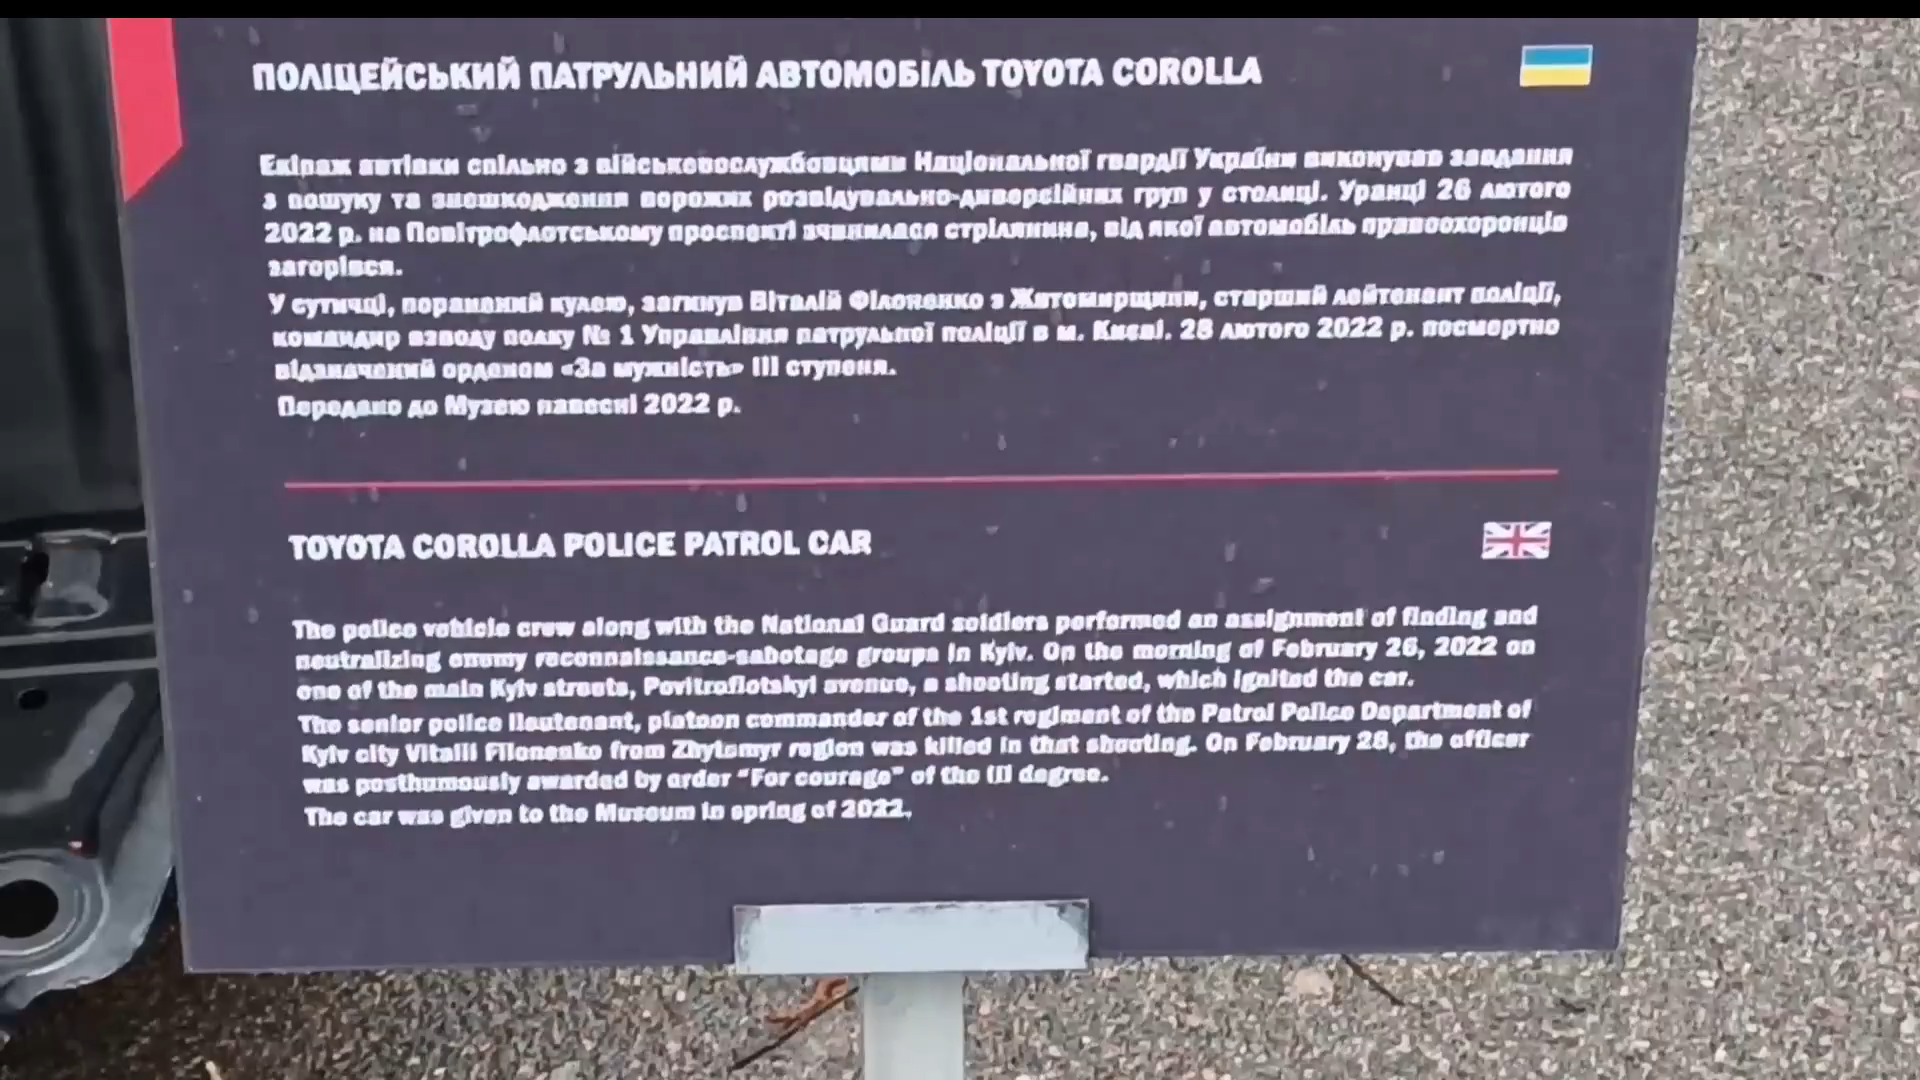 ПОЛІЦЕЙСЬКИЙ ПАТРУЛЬНИЙ АВТОМОБІЛЬ TOYOTA COROLLA
Екіпаж автівки спільно з військовослужбовцями Національної гвардії України виконував завдання
з пошуку та знешкодження ворожих розвідувально-диверсійних груп у столиці. Уранці 26 лютого
2022 р. на Повітрофлотському проспекті зчинилася стрілянина, від якої автомобіль правоохоронців
загорівся.
У сутичці, поранений кулею, загинув Віталій Філоненко з Житомирщини, старший лейтенант поліції,
командир взводу полку № 1 Управління патрульної поліції в м. Києві. 28 лютого 2022 р. посмертно
відзначений орденом «За мужність» III ступеня.
Передано до Музею навесні 2022 р.
TOYOTA COROLLA POLICE PATROL CAR
The police vehicle crew along with the National Guard soldiers performed an assignment of finding and
neutralizing enemy reconnaissance-sabotage groups in Kyiv. On the morning of February 26, 2022 on
one of the main Kyiv streets, Povitroflotskyi avenue, a shooting started, which ignited the car.
The senior police lieutenant, platoon commander of the 1st regiment of the Patrol Police Department of
Kyiv city Vitalii Filonenko from Zhytomyr region was killed in that shooting. On February 28, the officer
was posthumously awarded by order "For courage" of the III degree.
The car was given to the Museum in spring of 2022.